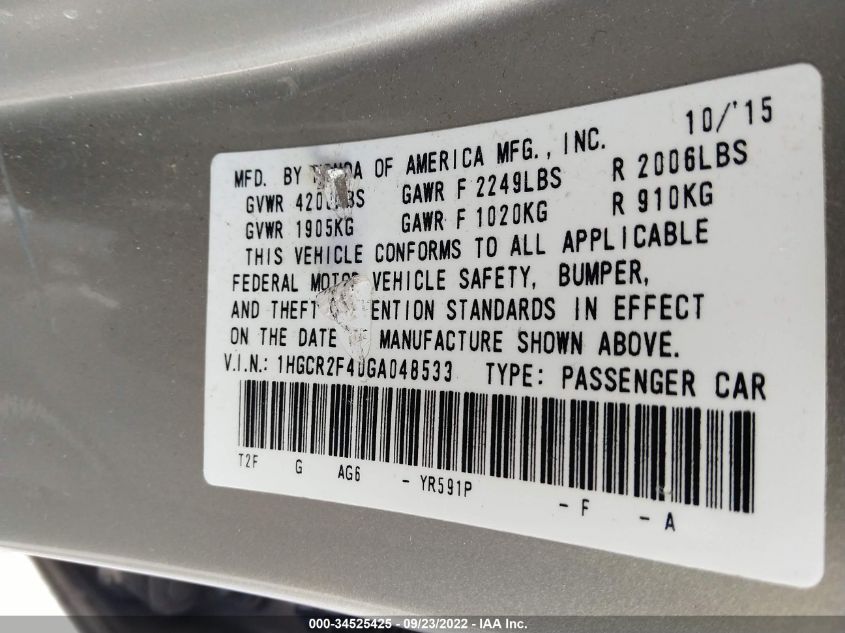 10/'15
MFD. BY OF AMERICA MFG., INC.
GVWR GAWR F 2249LBS R 2006LBS
GVWR 1905KG GAWR F 1020KG R 910KG
THIS VEHICLE CONFORMS TO ALL APPLICABLE
FEDERAL MOTOR VEHICLE SAFETY, BUMPER,
AND THEFT STANDARDS IN EFFECT
ON THE DATE MANUFACTURE SHOWN ABOVE.
V.I.N.: TYPE: PASSENGER CAR
T2F G AG6 - YR591P - F - A
000-34525425 - 09/23/2022 - IAA Inc.